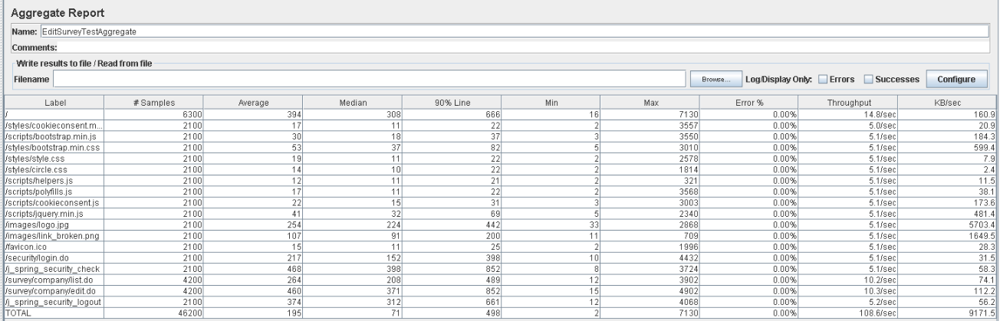 Aggregate Report
Name: EditSurveyTestAggregate
Comments:
Write results to file / Read from file
Filename Browse... Log/Display Only: Errors Successes Configure
Label # Samples Average Median 90% Line Min Max Error % Throughput KB/sec
/ 6300 394 308 666 16 7130 0.00% 14.8/sec 160.9
/styles/cookieconsent.m... 2100 17 11 22 2 3557 0.00% 5.0/sec 20.9
/scripts/bootstrap.min.js 2100 30 18 37 3 3550 0.00% 5.1/sec 184.3
/styles/bootstrap.min.css 2100 53 37 82 5 3010 0.00% 5.1/sec 599.4
/styles/style.css 2100 19 11 22 2 2578 0.00% 5.1/sec 7.9
/styles/circle.css 2100 14 10 22 2 1814 0.00% 5.1/sec 2.4
/scripts/helpers.js 2100 12 11 21 2 321 0.00% 5.1/sec 11.5
/scripts/polyfills.js 2100 17 11 22 2 3568 0.00% 5.1/sec 38.1
/scripts/cookieconsent.js 2100 22 15 31 3 3003 0.00% 5.1/sec 173.6
/scripts/jquery.min.js 2100 41 32 69 5 2340 0.00% 5.1/sec 481.4
/images/logo.jpg 2100 254 224 442 33 2868 0.00% 5.1/sec 5703.4
/images/link_broken.png 2100 107 91 200 11 709 0.00% 5.1/sec 1649.5
/favicon.ico 2100 15 11 25 2 1996 0.00% 5.1/sec 28.3
/security/login.do 2100 217 152 398 10 4432 0.00% 5.1/sec 31.5
/j_spring_security_check 2100 468 398 852 8 3724 0.00% 5.1/sec 58.3
/survey/company/list.do 4200 264 208 489 12 3902 0.00% 10.2/sec 74.1
/survey/company/edit.do 4200 460 371 852 15 4902 0.00% 10.3/sec 112.2
/j_spring_security_logout 2100 374 312 661 12 4068 0.00% 5.2/sec 56.2
TOTAL 46200 195 71 498 2 7130 0.00% 108.6/sec 9171.5